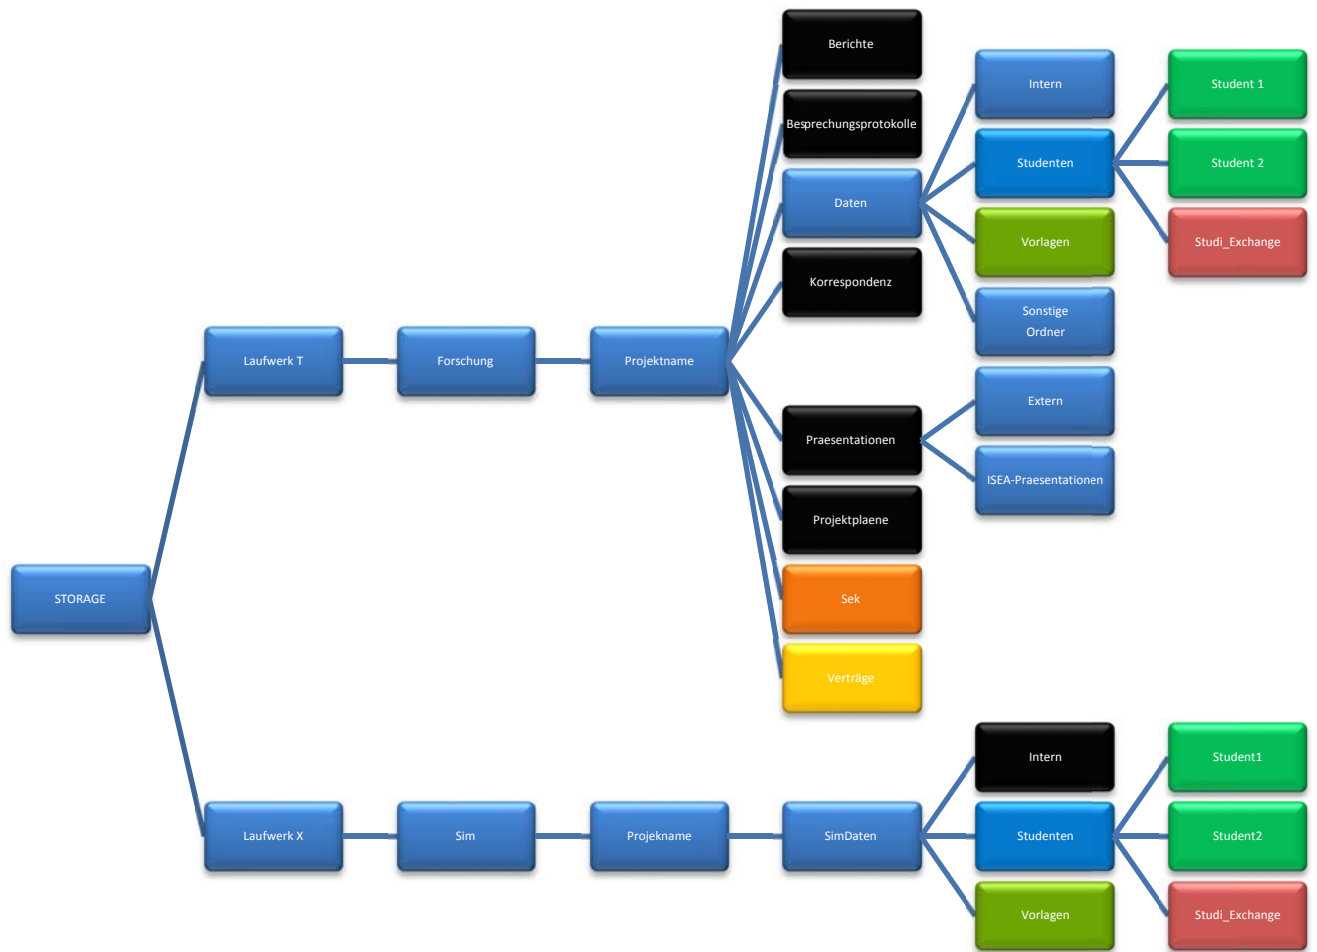 STORAGE
Laufwerk T
Forschung
Projektname
Berichte
Besprechungsprotokolle
Daten
Intern
Studenten
Student 1
Student 2
Studi_Exchange
Vorlagen
Sonstige
Ordner
Korrespondenz
Praesentationen
Extern
ISEA-Praesentationen
Projektplaene
Sek
Verträge
Laufwerk X
Sim
Projekname
SimDaten
Intern
Studenten
Student1
Student2
Studi_Exchange
Vorlagen